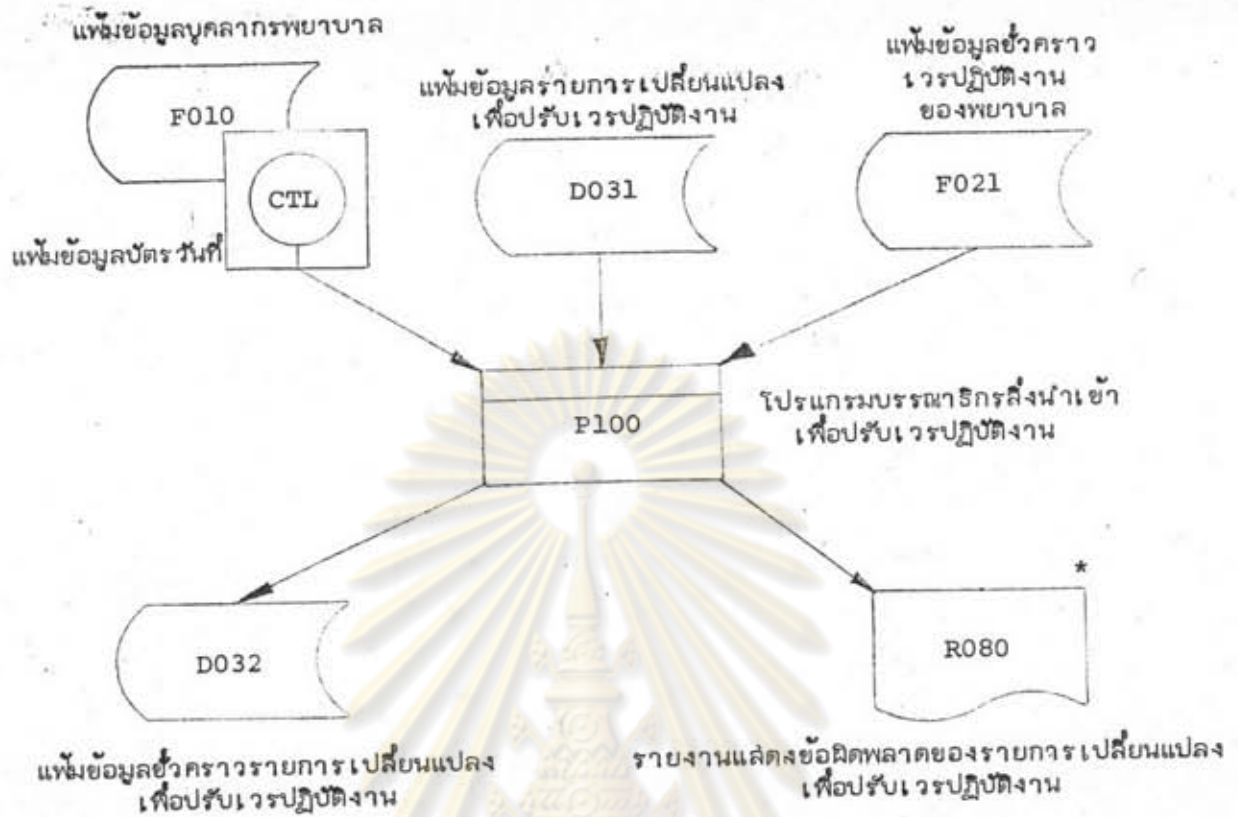 แฟ้มข้อมูลบุคลากรพยาบาล
F010
CTL
แฟ้มข้อมูลบัตรวันที่
แฟ้มข้อมูลรายการเปลี่ยนแปลง
เพื่อปรับเวรปฏิบัติงาน
D031
แฟ้มข้อมูลชั่วคราว
เวรปฏิบัติงาน
ของพยาบาล
F021
P100
โปรแกรมบรรณาธิกรสิ่งนำเข้า
เพื่อปรับเวรปฏิบัติงาน
D032
แฟ้มข้อมูลชั่วคราวรายการเปลี่ยนแปลง
เพื่อปรับเวรปฏิบัติงาน
*
R080
รายงานแสดงข้อผิดพลาดของรายการเปลี่ยนแปลง
เพื่อปรับเวรปฏิบัติงาน